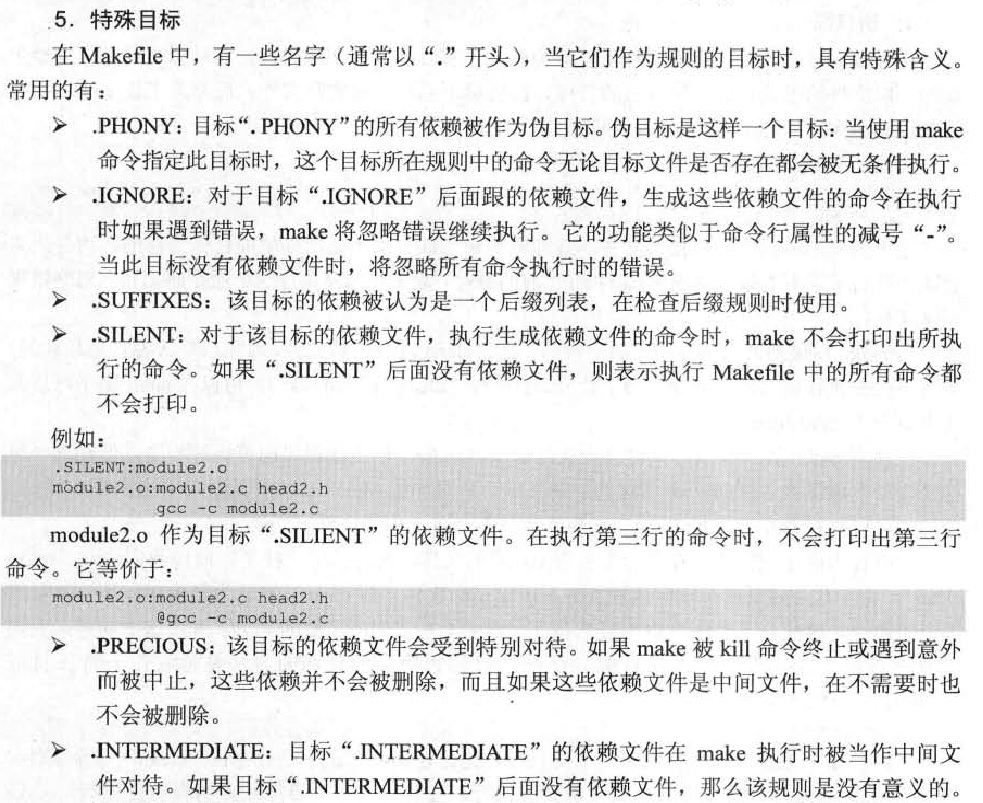 5．特殊目标
在 Makefile 中，有一些名字（通常以“.”开头），当它们作为规则的目标时，具有特殊含义。
常用的有：
➢ .PHONY：目标“. PHONY”的所有依赖被作为伪目标。伪目标是这样一个目标：当使用 make
命令指定此目标时，这个目标所在规则中的命令无论目标文件是否存在都会被无条件执行。
➢ .IGNORE：对于目标“.IGNORE”后面跟的依赖文件，生成这些依赖文件的命令在执行
时如果遇到错误，make 将忽略错误继续执行。它的功能类似于命令行属性的减号“-”。
当此目标没有依赖文件时，将忽略所有命令执行时的错误。
➢ .SUFFIXES：该目标的依赖被认为是一个后缀列表，在检查后缀规则时使用。
➢ .SILENT：对于该目标的依赖文件，执行生成依赖文件的命令时，make 不会打印出所执
行的命令。如果“.SILENT”后面没有依赖文件，则表示执行 Makefile 中的所有命令都
不会打印。
例如：
.SILENT:module2.o
module2.o:module2.c head2.h
gcc -c module2.c
module2.o 作为目标“.SILIENT”的依赖文件。在执行第三行的命令时，不会打印出第三行
命令。它等价于：
module2.o:module2.c head2.h
@gcc -c module2.c
➢ .PRECIOUS：该目标的依赖文件会受到特别对待。如果 make 被 kill 命令终止或遇到意外
而被中止，这些依赖并不会被删除，而且如果这些依赖文件是中间文件，在不需要时也
不会被删除。
➢ .INTERMEDIATE：目标“.INTERMEDIATE”的依赖文件在 make 执行时被当作中间文
件对待。如果目标“.INTERMEDIATE”后面没有依赖文件，那么该规则是没有意义的。